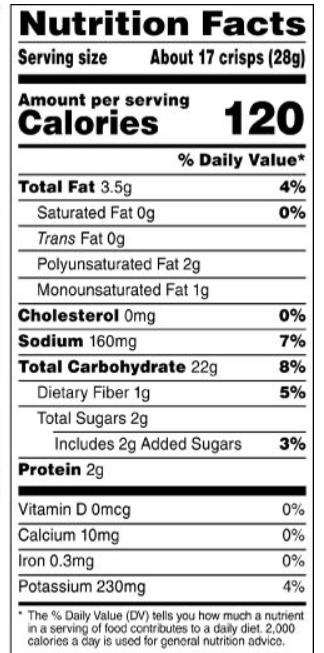 Nutrition Facts
Serving size About 17 crisps (28g)
Amount per serving
Calories 120
% Daily Value*
Total Fat 3.5g 4%
Saturated Fat 0g 0%
Trans Fat 0g
Polyunsaturated Fat 2g
Monounsaturated Fat 1g
Cholesterol 0mg 0%
Sodium 160mg 7%
Total Carbohydrate 22g 8%
Dietary Fiber 1g 5%
Total Sugars 2g
Includes 2g Added Sugars 3%
Protein 2g
Vitamin D 0mcg 0%
Calcium 10mg 0%
Iron 0.3mg 0%
Potassium 230mg 4%
* The % Daily Value (DV) tells you how much a nutrient
in a serving of food contributes to a daily diet. 2,000
calories a day is used for general nutrition advice.